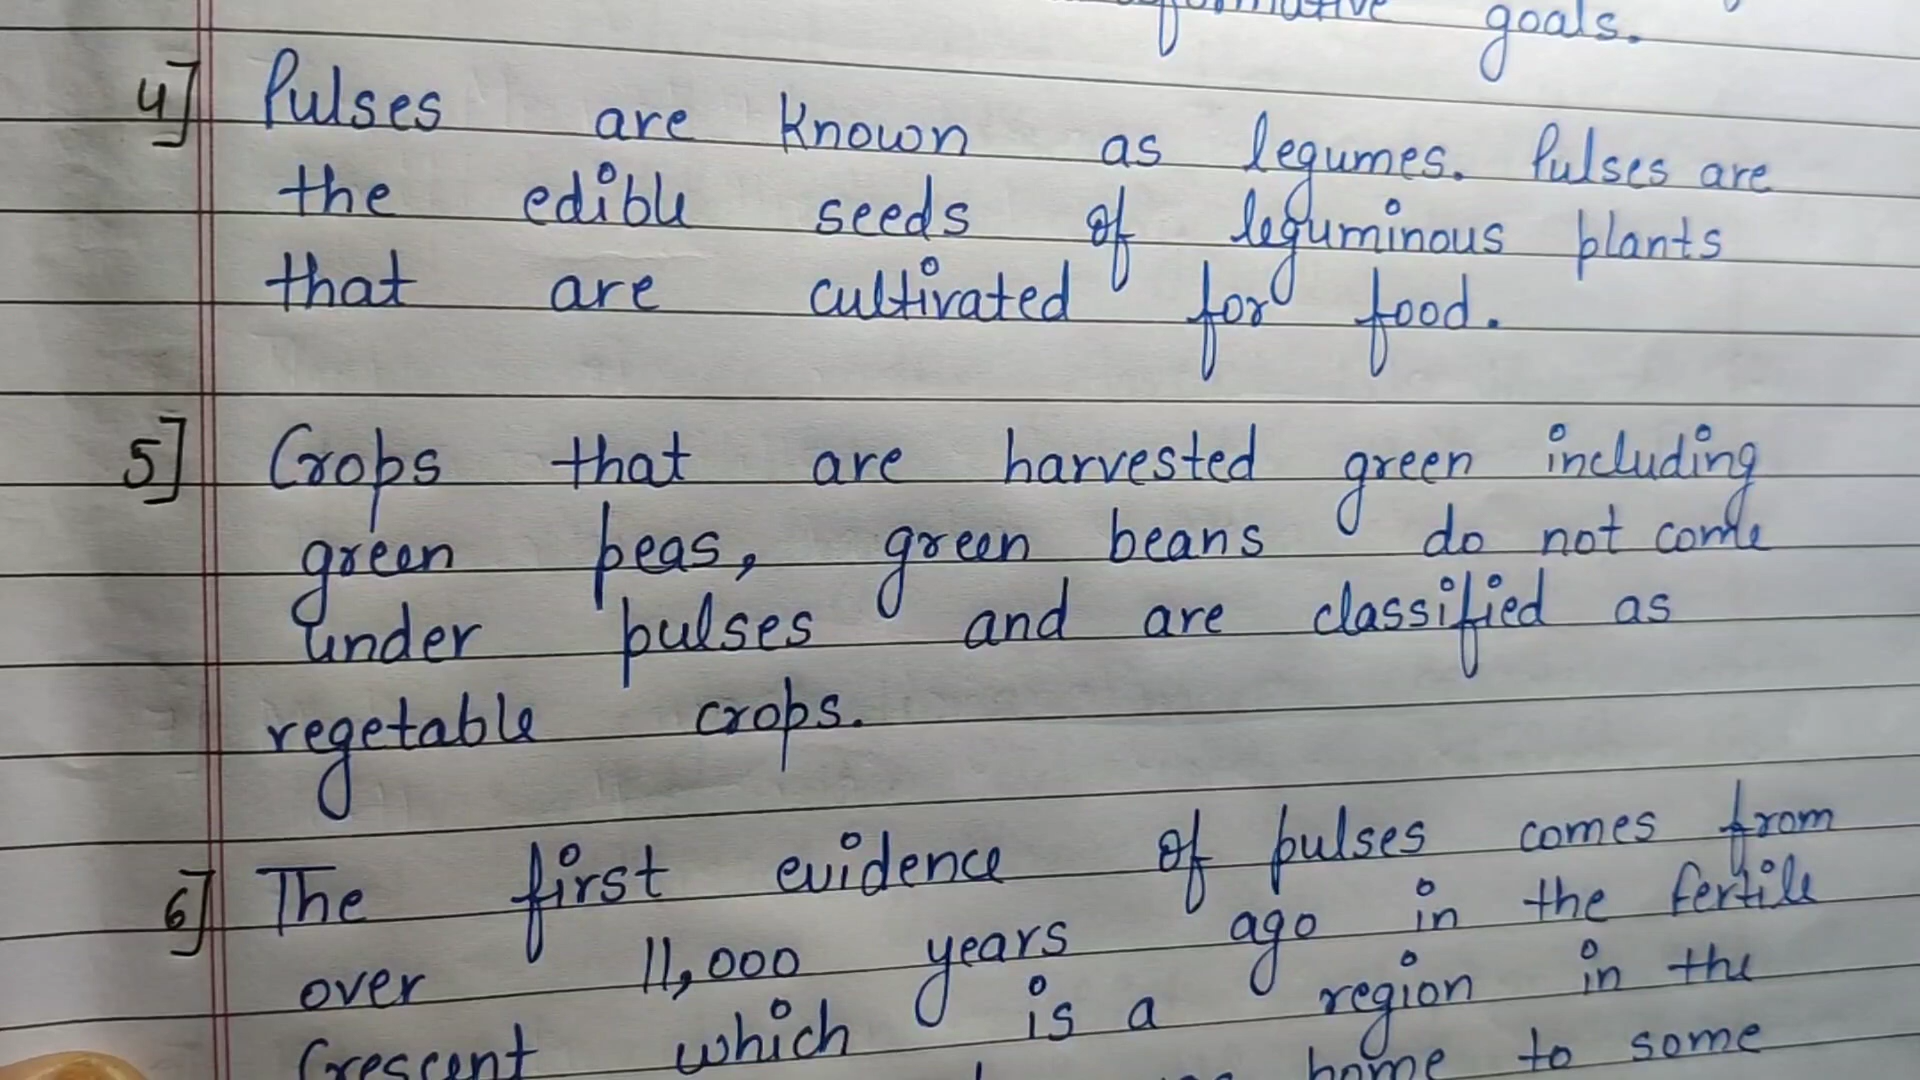 goals.
4] Pulses are known as legumes. Pulses are
the edible seeds of leguminous plants
that are cultivated for food.
5] Crops that are harvested green including
green peas, green beans do not come
under pulses and are classified as
vegetable crops.
6] The first evidence of pulses comes from
over 11,000 years ago in the fertile
Crescent which is a region in the
home to some